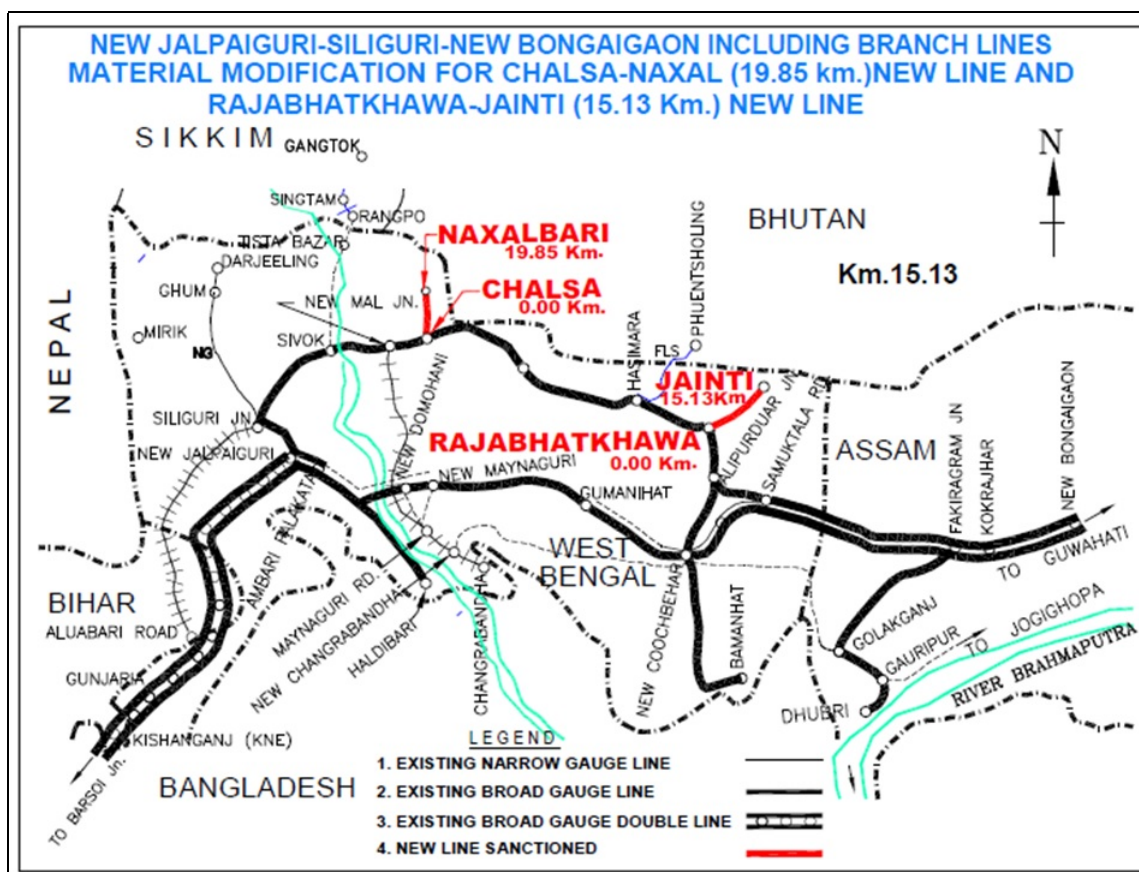 NEW JALPAIGURI-SILIGURI-NEW BONGAIGAON INCLUDING BRANCH LINES
MATERIAL MODIFICATION FOR CHALSA-NAXAL (19.85 km.)NEW LINE AND
RAJABHATKHAWA-JAINTI (15.13 Km.) NEW LINE
SIKKIM
GANGTOK
N
SINGTAM
RANGPO
BHUTAN
TISTA BAZAR
NAXALBARI
19.85 Km.
PHUENTSHOLING
DARJEELING
Km.15.13
GHUM
NEW MAL JN.
CHALSA
0.00 Km.
NEPAL
MIRIK
NG
SIVOK
HASIMARA
FLS
JAINTI
15.13Km
NEW DOMOHANI
SILIGURI JN
RAJABHATKHAWA
0.00 Km.
ALIPURDUAR JN.
SAMUKTALA RD.
ASSAM
NEW BONGAIGAON
NEW JALPAIGURI
NEW MAYNAGURI
GUMANIHAT
FAKIRAGRAM JN
KOKRAJHAR
AMBARI FALAKATA
WEST
BENGAL
TO GUWAHATI
BIHAR
ALUABARI ROAD
MAYNAGURI RD.
NEW CHANGRABANDHA
HALDIBARI
CHANGRABANDHA
NEW COOCHBEHAR
BAMANHAT
GOLAKGANJ
GAURIPUR
TO JOGIGHOPA
RIVER BRAHMAPUTRA
GUNJARIA
DHUBRI
KISHANGANJ (KNE)
TO BARSOI Jn.
BANGLADESH
LEGEND
1. EXISTING NARROW GAUGE LINE
2. EXISTING BROAD GAUGE LINE
3. EXISTING BROAD GAUGE DOUBLE LINE
4. NEW LINE SANCTIONED